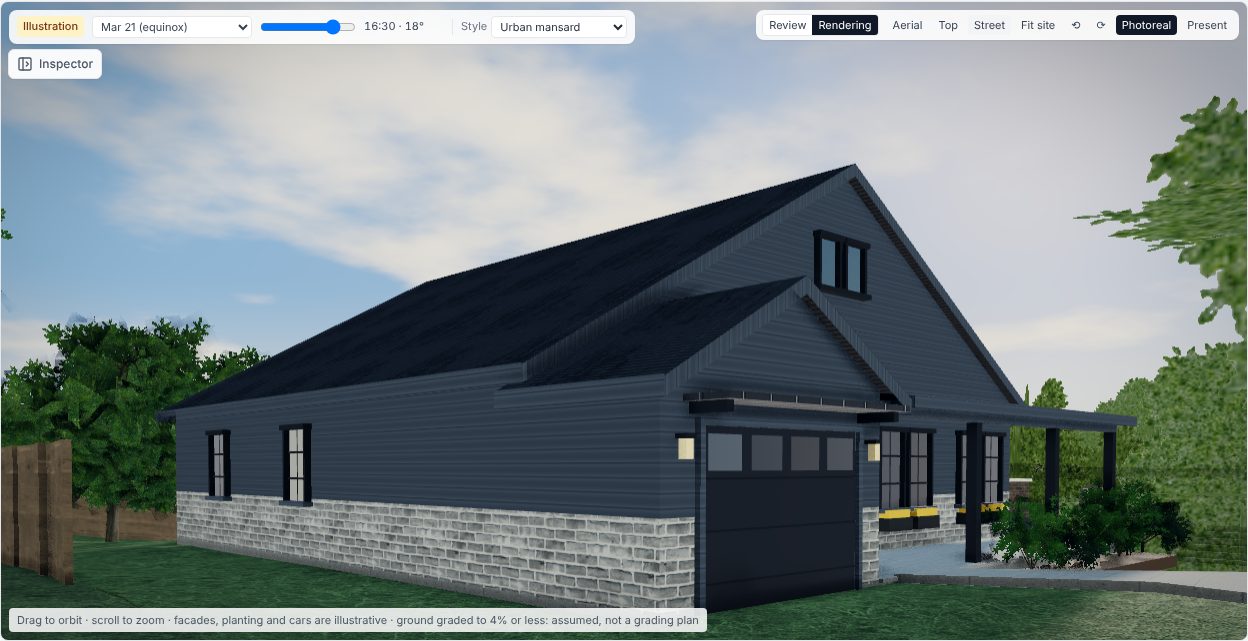 Illustration Mar 21 (equinox) 16:30 · 18° Style Urban mansard Review Rendering Aerial Top Street Fit site Photoreal Present
Inspector
Drag to orbit · scroll to zoom · facades, planting and cars are illustrative · ground graded to 4% or less: assumed, not a grading plan